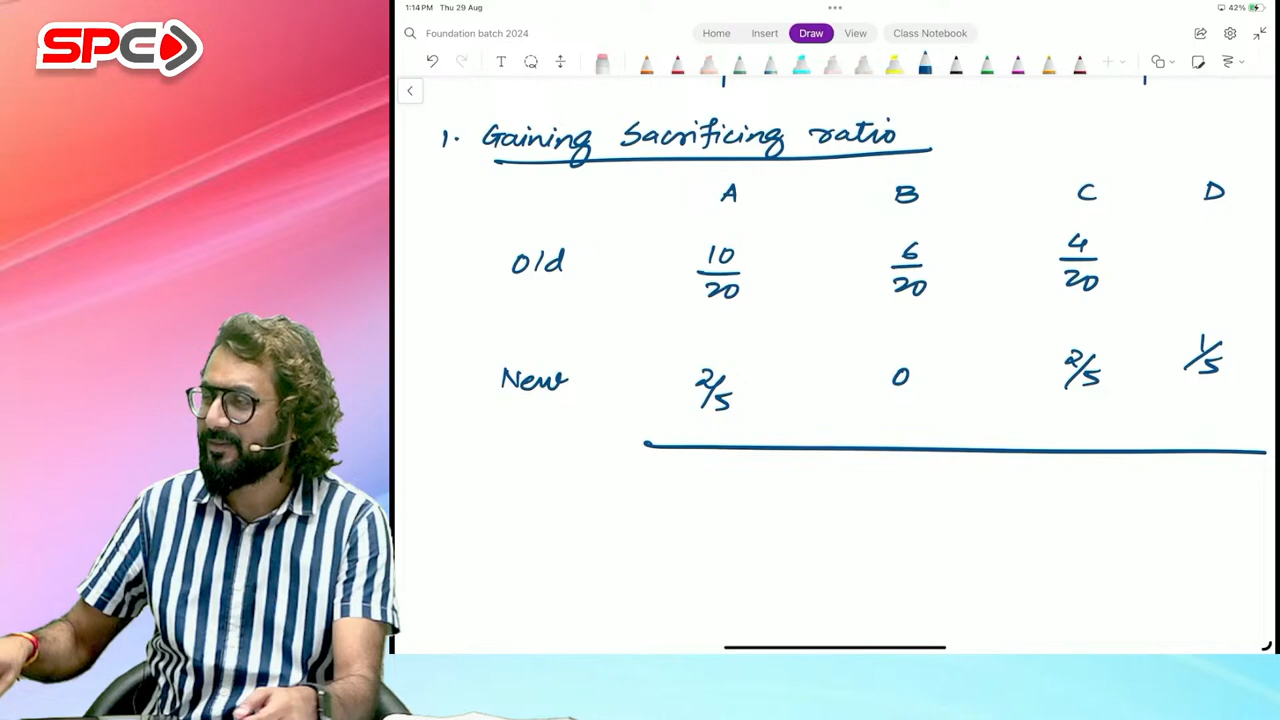 SPED
1:14 PM Thu 29 Aug
42%
Foundation batch 2024
Home Insert Draw View Class Notebook
1. Gaining Sacrificing ratio
A B C D
Old 10/20 6/20 4/20
New 2/5 0 2/5 1/5